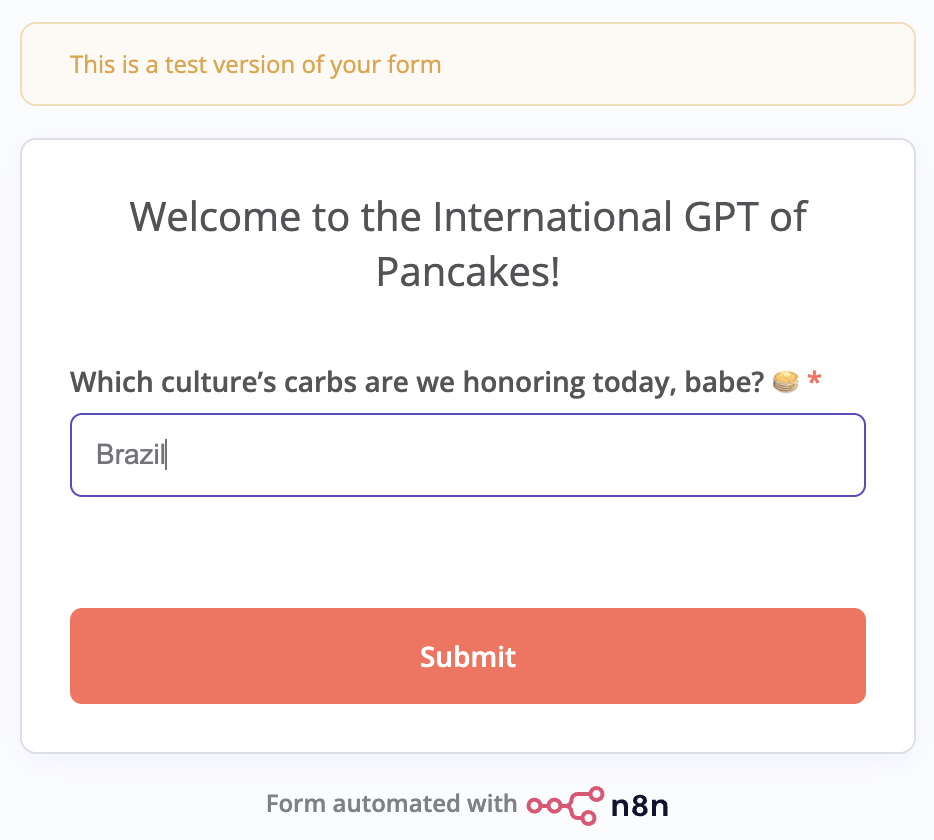 This is a test version of your form
Welcome to the International GPT of
Pancakes!
Which culture’s carbs are we honoring today, babe? 🥞 *
Brazil
Submit
Form automated with n8n